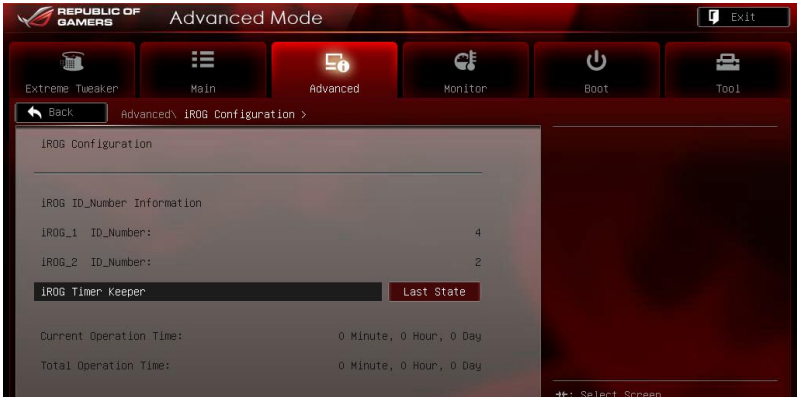 REPUBLIC OF
GAMERS
Advanced Mode
Exit
Extreme Tweaker
Main
Advanced
Monitor
Boot
Tool
Back
Advanced\ iROG Configuration >
iROG Configuration
iROG ID_Number Information
iROG_1 ID_Number: 4
iROG_2 ID_Number: 2
iROG Timer Keeper Last State
Current Operation Time: 0 Minute, 0 Hour, 0 Day
Total Operation Time: 0 Minute, 0 Hour, 0 Day
: Select Screen